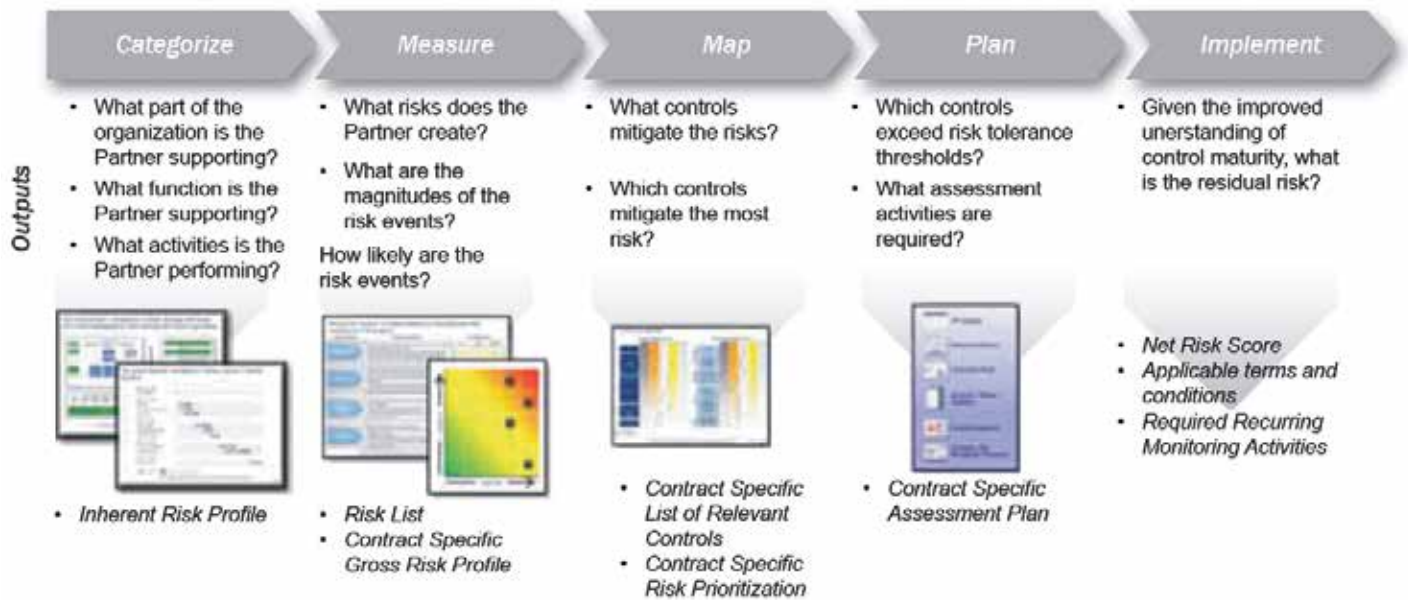 Categorize
Measure
Map
Plan
Implement
Outputs
• What part of the
organization is the
Partner supporting?
• What function is the
Partner supporting?
• What activities is the
Partner performing?
• Inherent Risk Profile
• What risks does the
Partner create?
• What are the
magnitudes of the
risk events?
How likely are the
risk events?
• Risk List
• Contract Specific
Gross Risk Profile
• What controls
mitigate the risks?
• Which controls
mitigate the most
risk?
• Contract Specific
List of Relevant
Controls
• Contract Specific
Risk Prioritization
• Which controls
exceed risk tolerance
thresholds?
• What assessment
activities are
required?
• Contract Specific
Assessment Plan
• Given the improved
unerstanding of
control maturity, what
is the residual risk?
• Net Risk Score
• Applicable terms and
conditions
• Required Recurring
Monitoring Activities